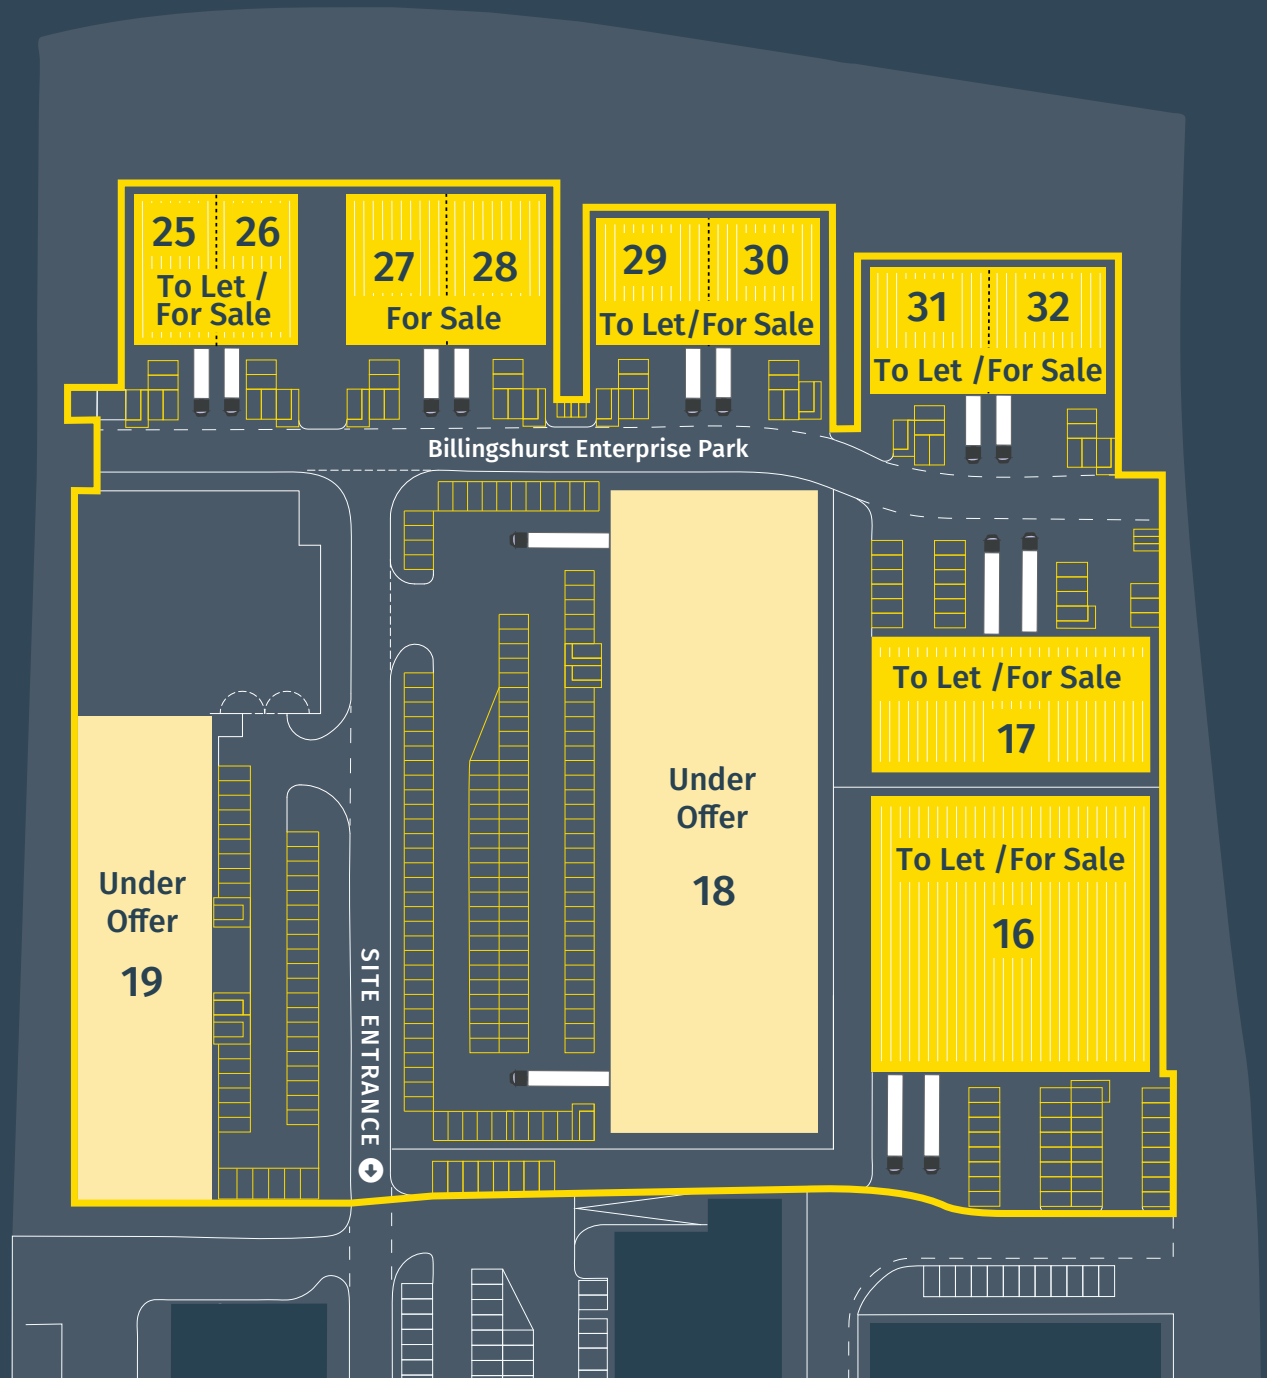 25 26
To Let /
For Sale
27 28
For Sale
29 30
To Let/For Sale
31 32
To Let /For Sale
Billingshurst Enterprise Park
To Let /For Sale
17
Under
Offer
18
To Let /For Sale
16
Under
Offer
19
SITE ENTRANCE